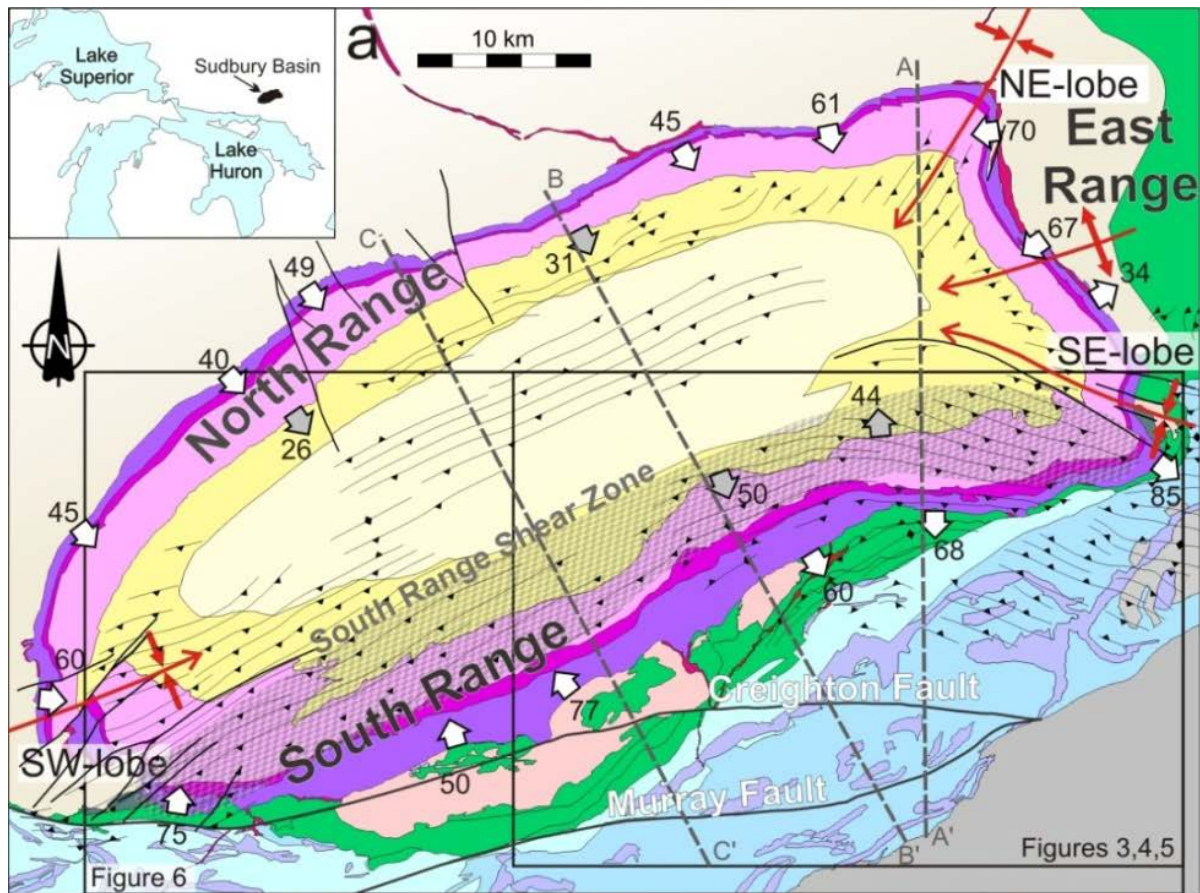 Lake
Superior
Sudbury Basin
Lake
Huron
a
10 km
A
NE-lobe
61
45
70
East
Range
B
67
C
31
34
49
North Range
SE-lobe
40
44
26
South Range Shear Zone
50
85
45
68
60
60
South Range
Creighton Fault
77
SW-lobe
50
Murray Fault
75
A'
B'
C'
Figures 3,4,5
Figure 6
N